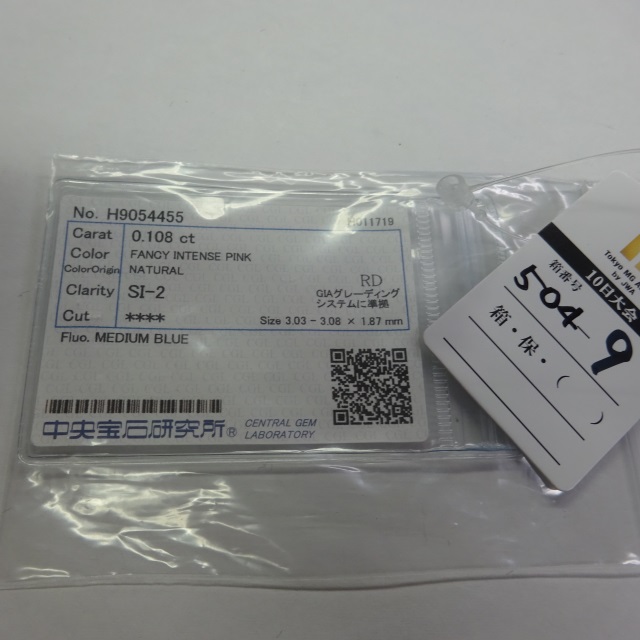 No. H9054455
Carat 0.108 ct
Color FANCY INTENSE PINK
ColorOrigin NATURAL
RD
Clarity SI-2
GIAグレーディング
システムに準拠
Cut ****
Size 3.03 - 3.08 × 1.87 mm
Fluo. MEDIUM BLUE
中央宝石研究所®
CENTRAL GEM
LABORATORY
10日大会
箱番号
504-9
箱・保・( )